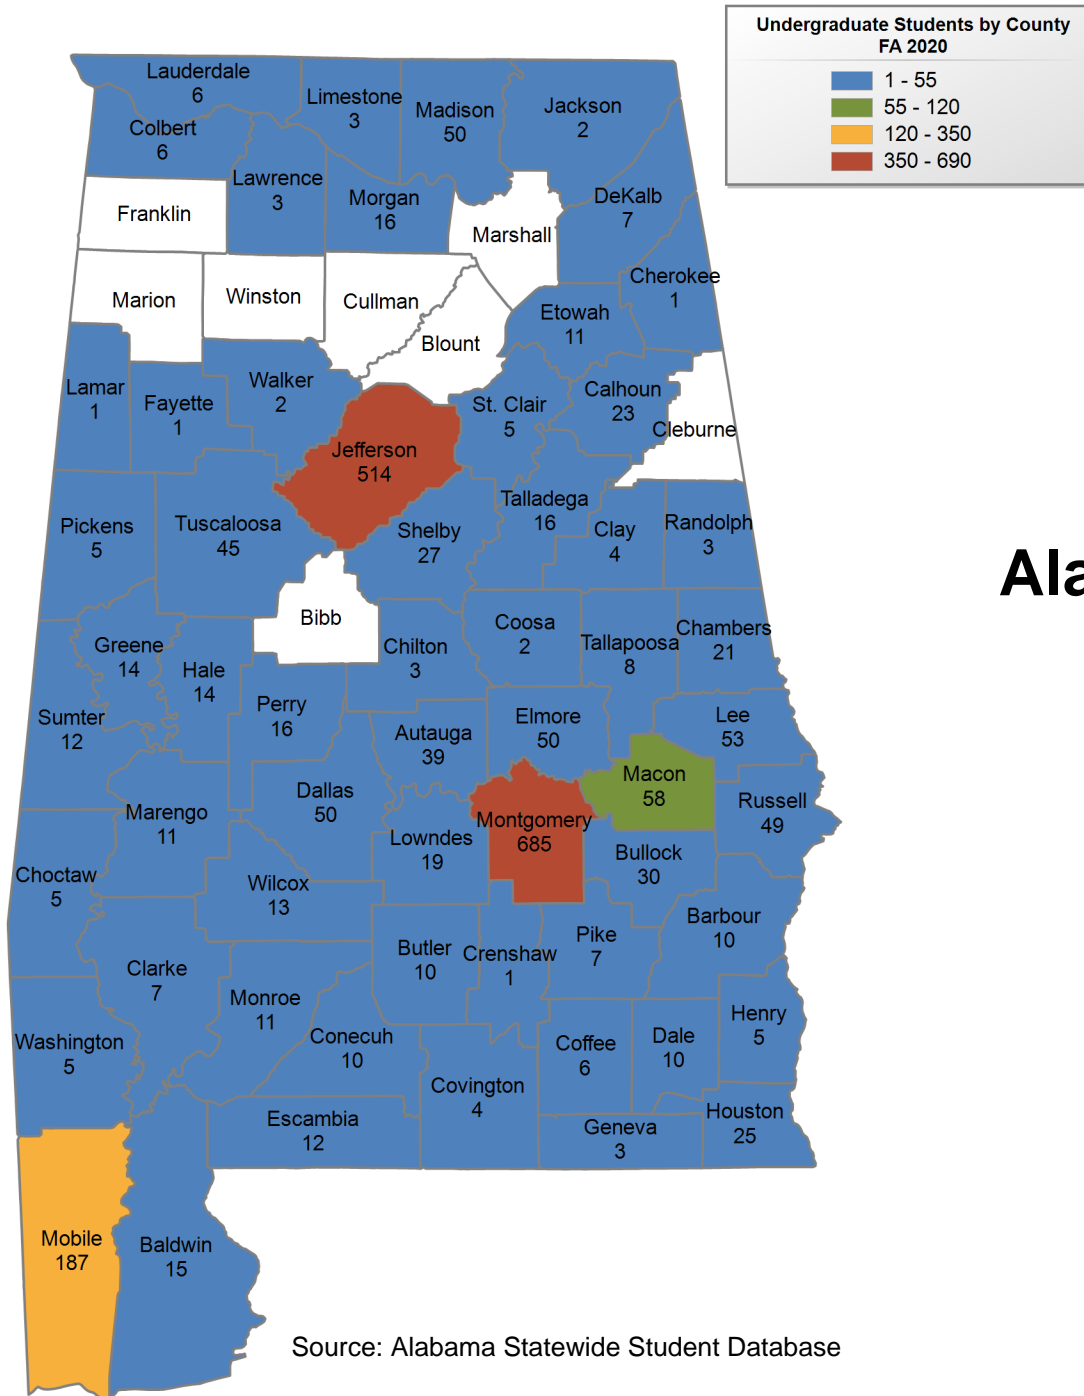 Undergraduate Students by County
FA 2020
1 - 55
55 - 120
120 - 350
350 - 690
Lauderdale
6
Limestone
3
Madison
50
Jackson
2
Colbert
6
Lawrence
3
Morgan
16
DeKalb
7
Franklin
Marshall
Cherokee
1
Marion
Winston
Cullman
Blount
Etowah
11
Lamar
1
Fayette
1
Walker
2
St. Clair
5
Calhoun
23
Cleburne
Jefferson
514
Pickens
5
Tuscaloosa
45
Shelby
27
Talladega
16
Clay
4
Randolph
3
Ala
Bibb
Greene
14
Hale
14
Chilton
3
Coosa
2
Tallapoosa
8
Chambers
21
Sumter
12
Perry
16
Autauga
39
Elmore
50
Lee
53
Macon
58
Marengo
11
Dallas
50
Lowndes
19
Montgomery
685
Bullock
30
Russell
49
Choctaw
5
Wilcox
13
Clarke
7
Butler
10
Crenshaw
1
Pike
7
Barbour
10
Monroe
11
Washington
5
Conecuh
10
Coffee
6
Dale
10
Henry
5
Covington
4
Escambia
12
Geneva
3
Houston
25
Mobile
187
Baldwin
15
Source: Alabama Statewide Student Database